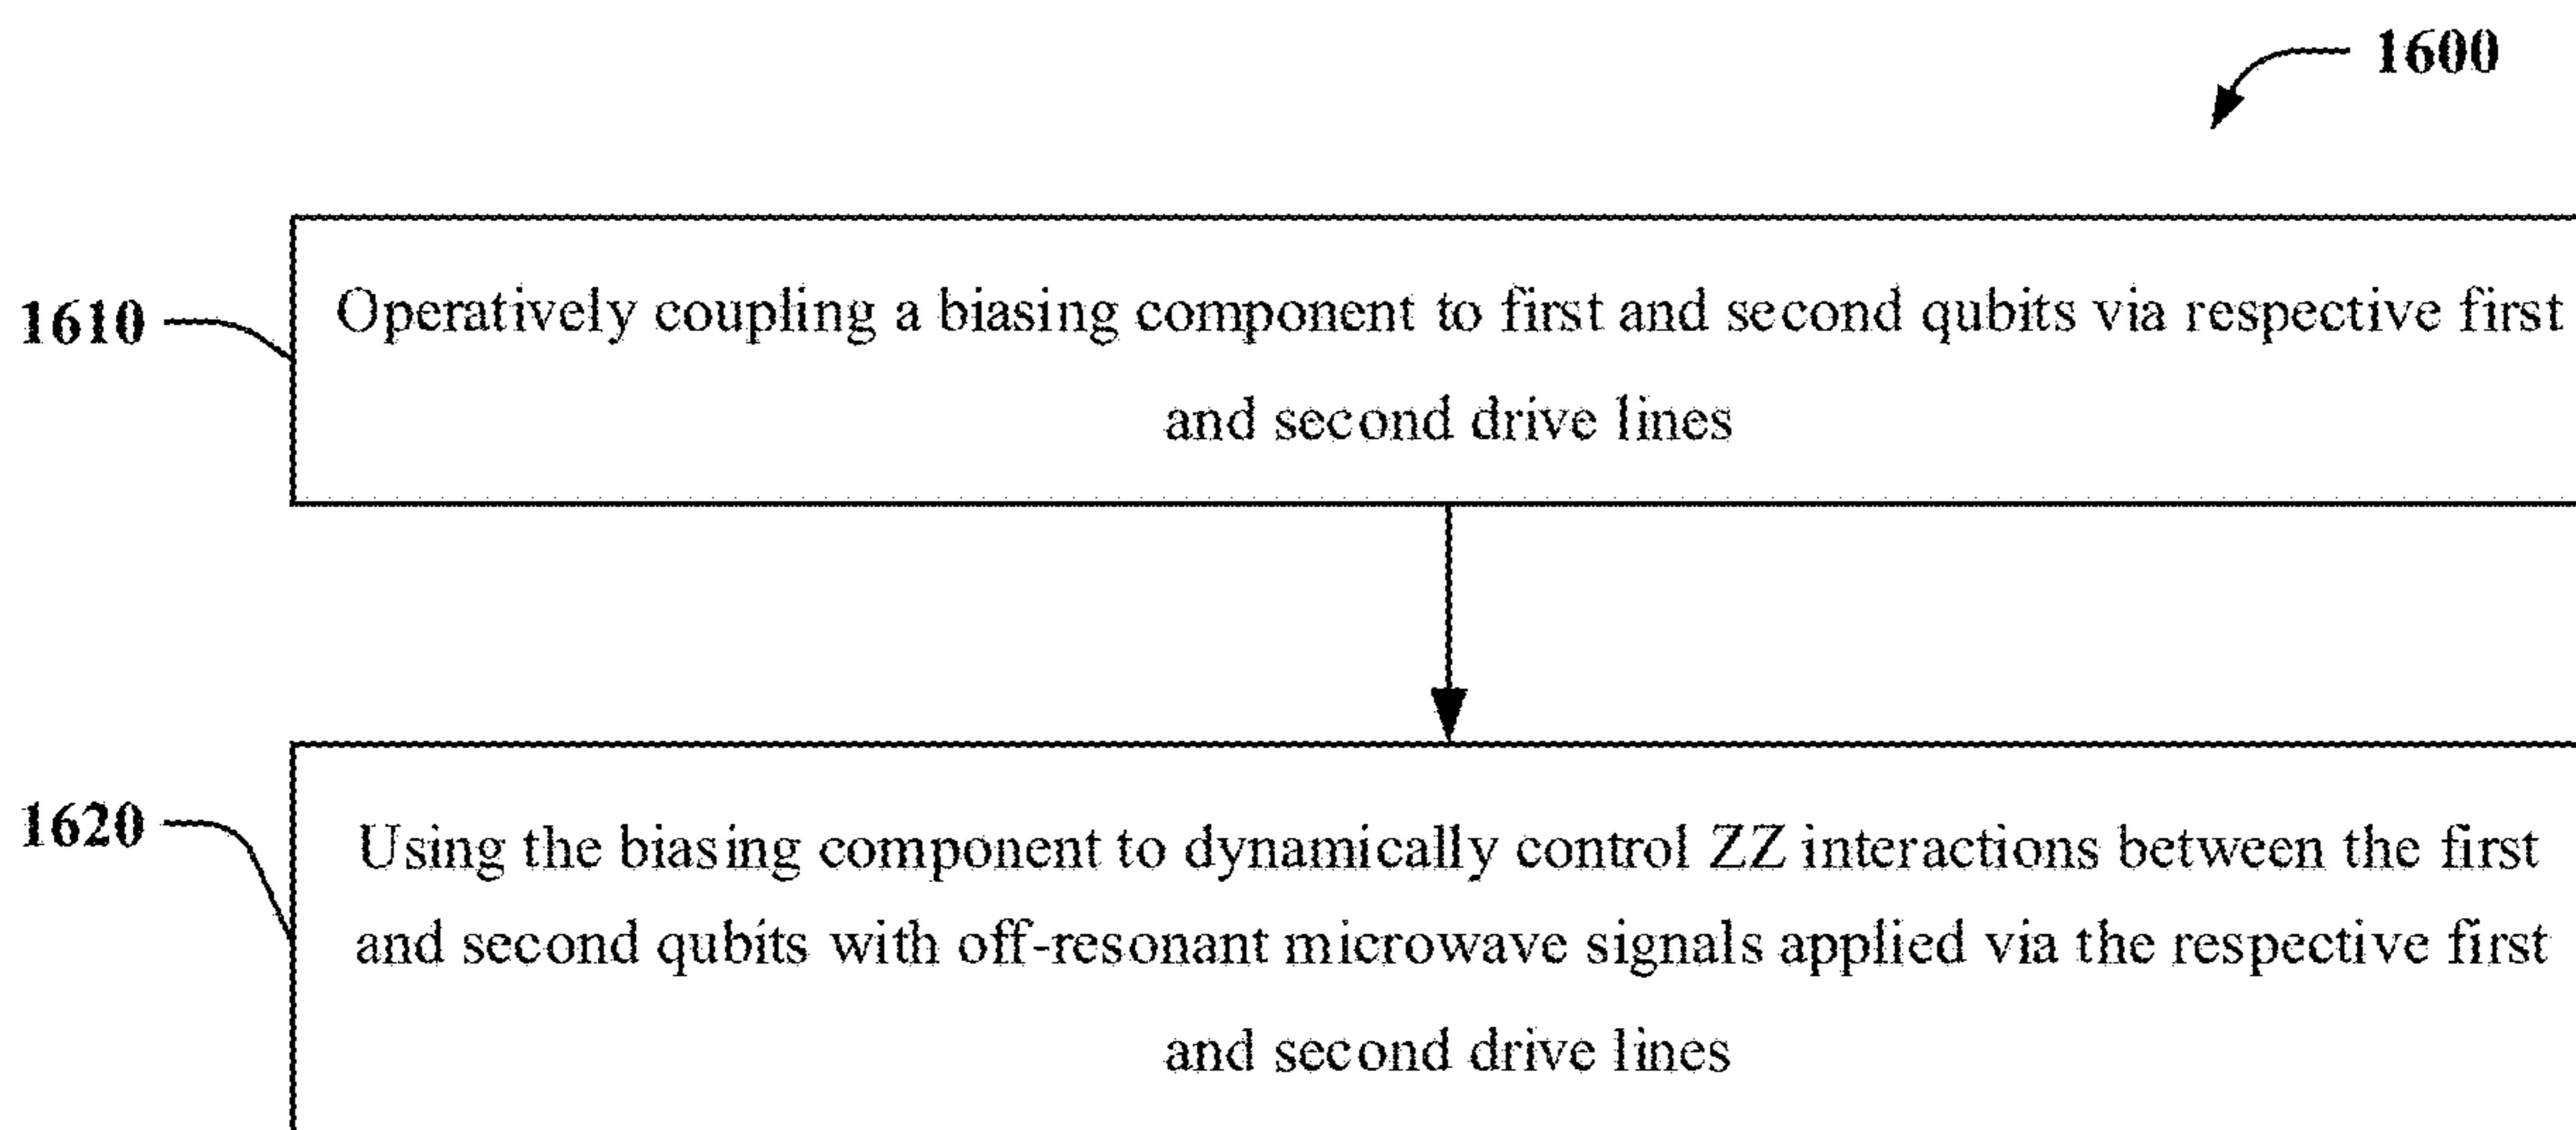 1600
1610
Operatively coupling a biasing component to first and second qubits via respective first
and second drive lines
1620
Using the biasing component to dynamically control ZZ interactions between the first
and second qubits with off-resonant microwave signals applied via the respective first
and second drive lines